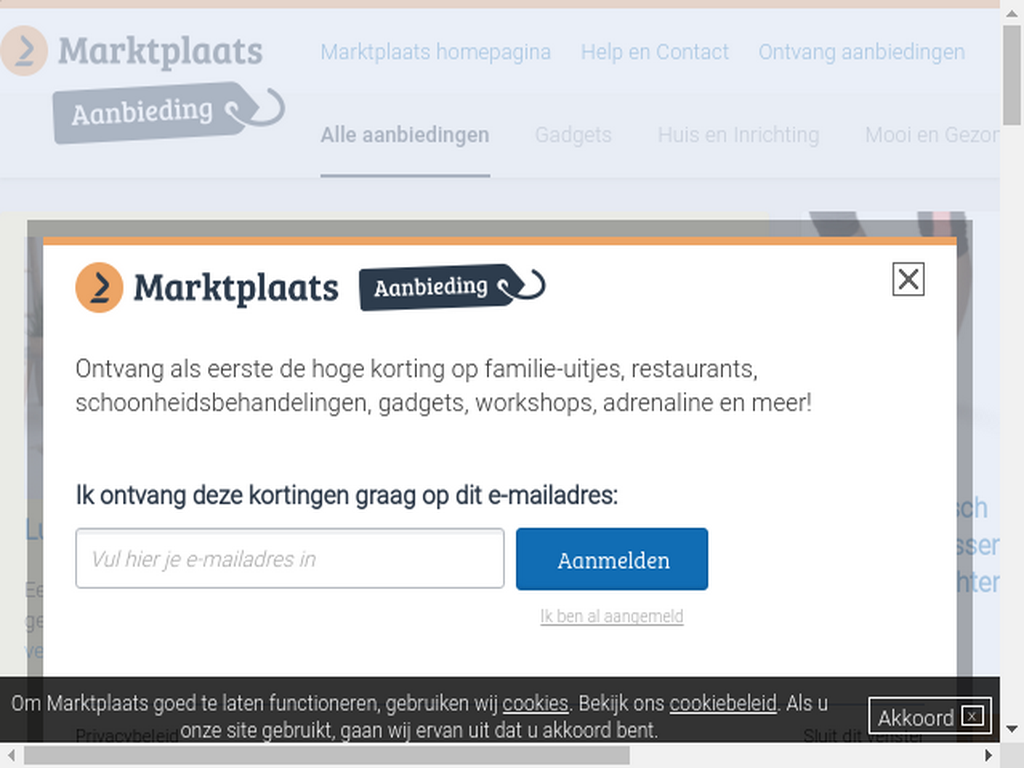 Marktplaats
Aanbieding
Marktplaats homepagina Help en Contact Ontvang aanbiedingen
Alle aanbiedingen Gadgets Huis en Inrichting Mooi en
Marktplaats Aanbieding
Ontvang als eerste de hoge korting op familie-uitjes, restaurants,
schoonheidsbehandelingen, gadgets, workshops, adrenaline en meer!
Ik ontvang deze kortingen graag op dit e-mailadres:
Vul hier je e-mailadres in
Aanmelden
Ik ben al aangemeld
Om Marktplaats goed te laten functioneren, gebruiken wij cookies. Bekijk ons cookiebeleid. Als u
onze site gebruikt, gaan wij ervan uit dat u akkoord bent.
Akkoord x
Privacybeleid
Sluit dit venster